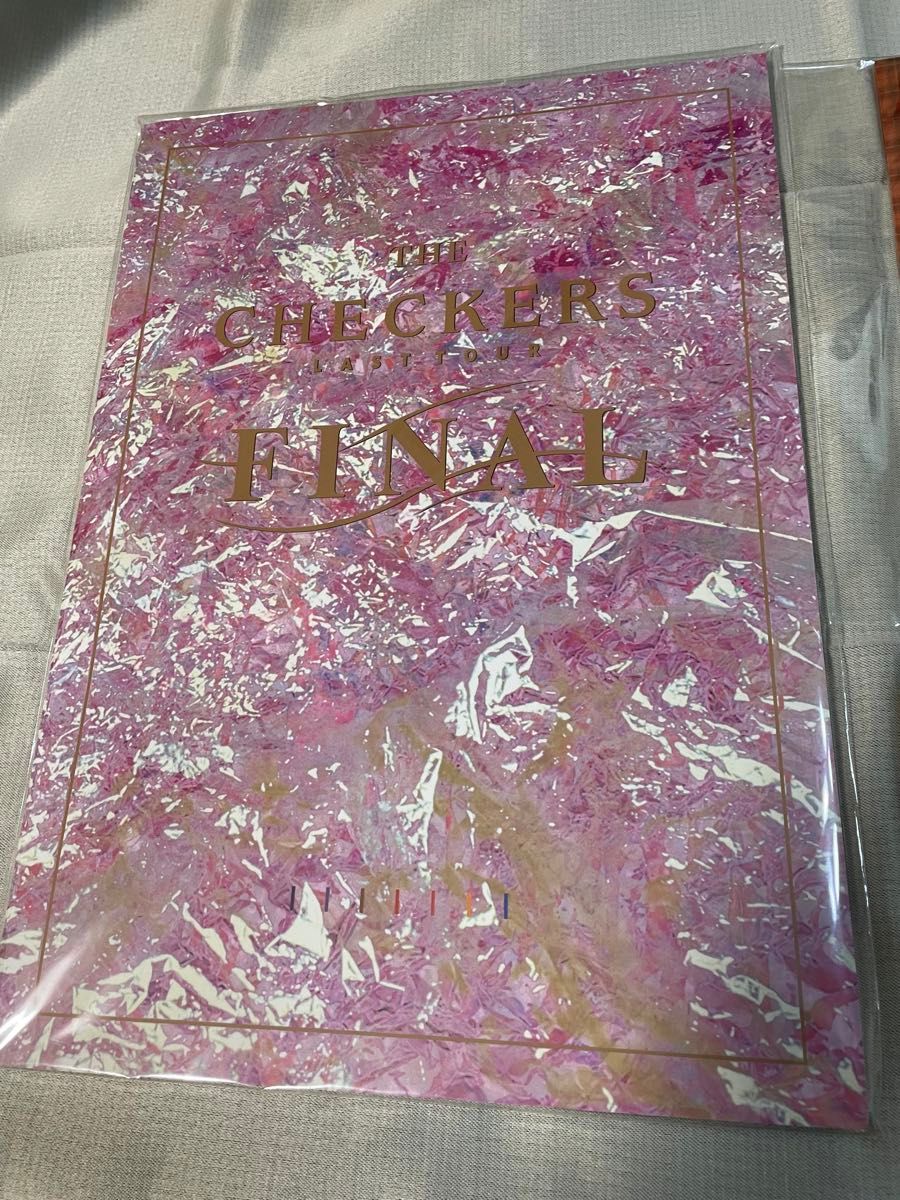 THE
CHECKERS
LAST TOUR
FINAL